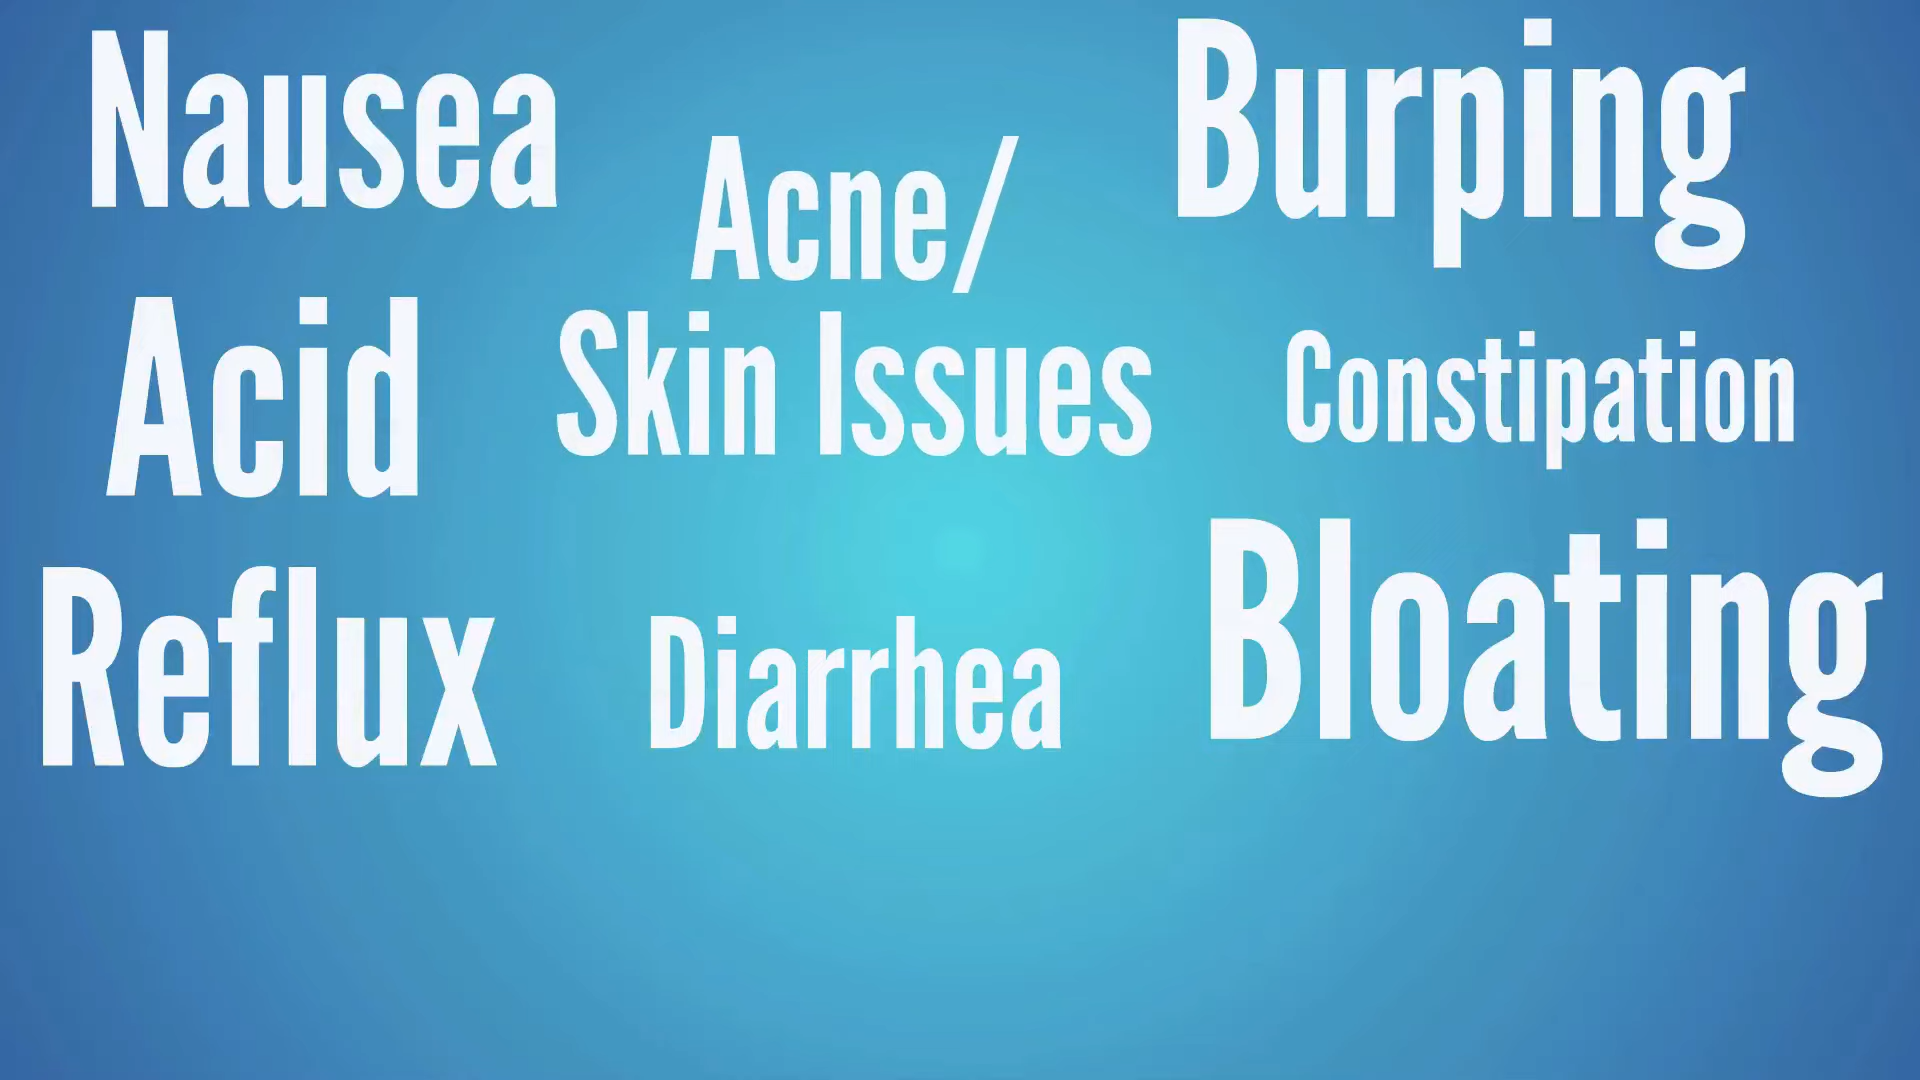 Nausea
Acid
Reflux
Acne/
Skin Issues
Diarrhea
Burping
Constipation
Bloating